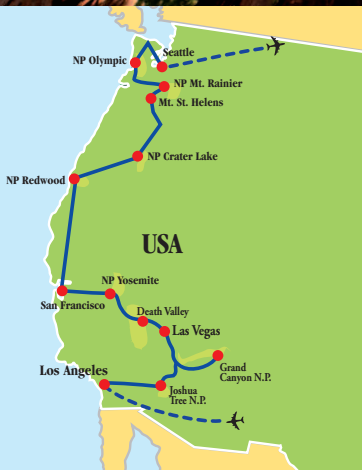 Seattle
NP Olympic
NP Mt. Rainier
Mt. St. Helens
NP Crater Lake
NP Redwood
USA
NP Yosemite
San Francisco
Death Valley
Las Vegas
Los Angeles
Grand
Canyon N.P.
Joshua
Tree N.P.